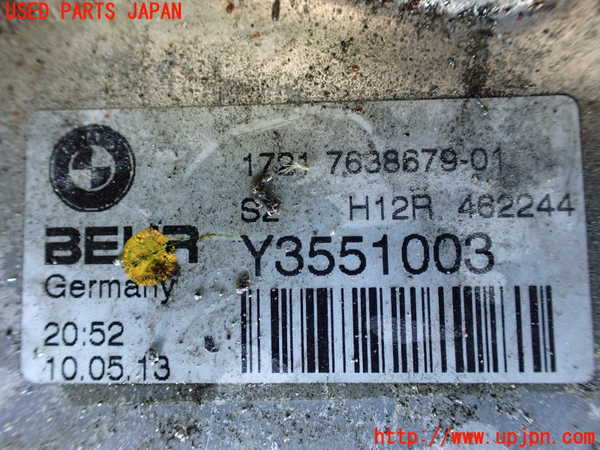 USED PARTS JAPAN
1721 7638679-01
S2 H12R 462244
BEHR
Y3551003
Germany
20:52
10.05.13
http://www.upjpn.com/